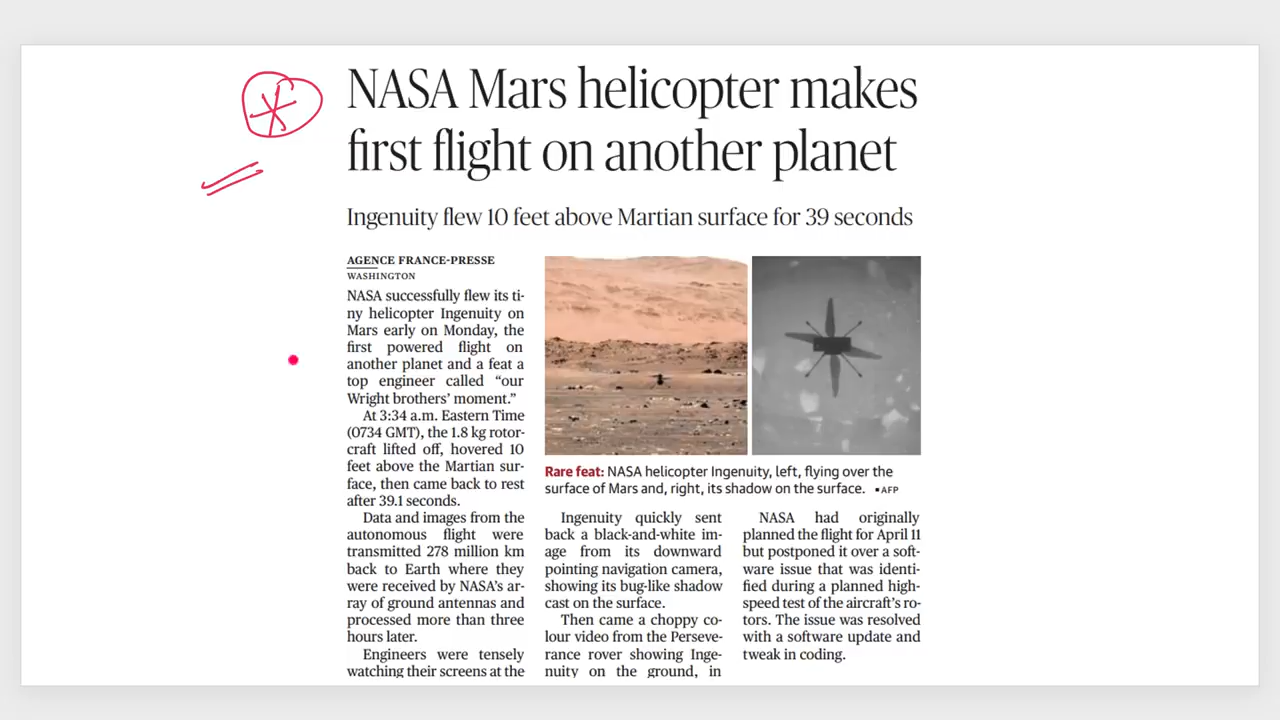 NASA Mars helicopter makes
first flight on another planet
Ingenuity flew 10 feet above Martian surface for 39 seconds
AGENCE FRANCE-PRESSE
WASHINGTON
NASA successfully flew its ti-
ny helicopter Ingenuity on
Mars early on Monday, the
first powered flight on
another planet and a feat a
top engineer called “our
Wright brothers’ moment.”
At 3:34 a.m. Eastern Time
(0734 GMT), the 1.8 kg rotor-
craft lifted off, hovered 10
feet above the Martian sur-
face, then came back to rest
after 39.1 seconds.
Data and images from the
autonomous flight were
transmitted 278 million km
back to Earth where they
were received by NASA’s ar-
ray of ground antennas and
processed more than three
hours later.
Engineers were tensely
watching their screens at the
Rare feat: NASA helicopter Ingenuity, left, flying over the
surface of Mars and, right, its shadow on the surface. ▪AFP
Ingenuity quickly sent
back a black-and-white im-
age from its downward
pointing navigation camera,
showing its bug-like shadow
cast on the surface.
Then came a choppy co-
lour video from the Perseve-
rance rover showing Inge-
nuity on the ground, in
NASA had originally
planned the flight for April 11
but postponed it over a soft-
ware issue that was identi-
fied during a planned high-
speed test of the aircraft’s ro-
tors. The issue was resolved
with a software update and
tweak in coding.